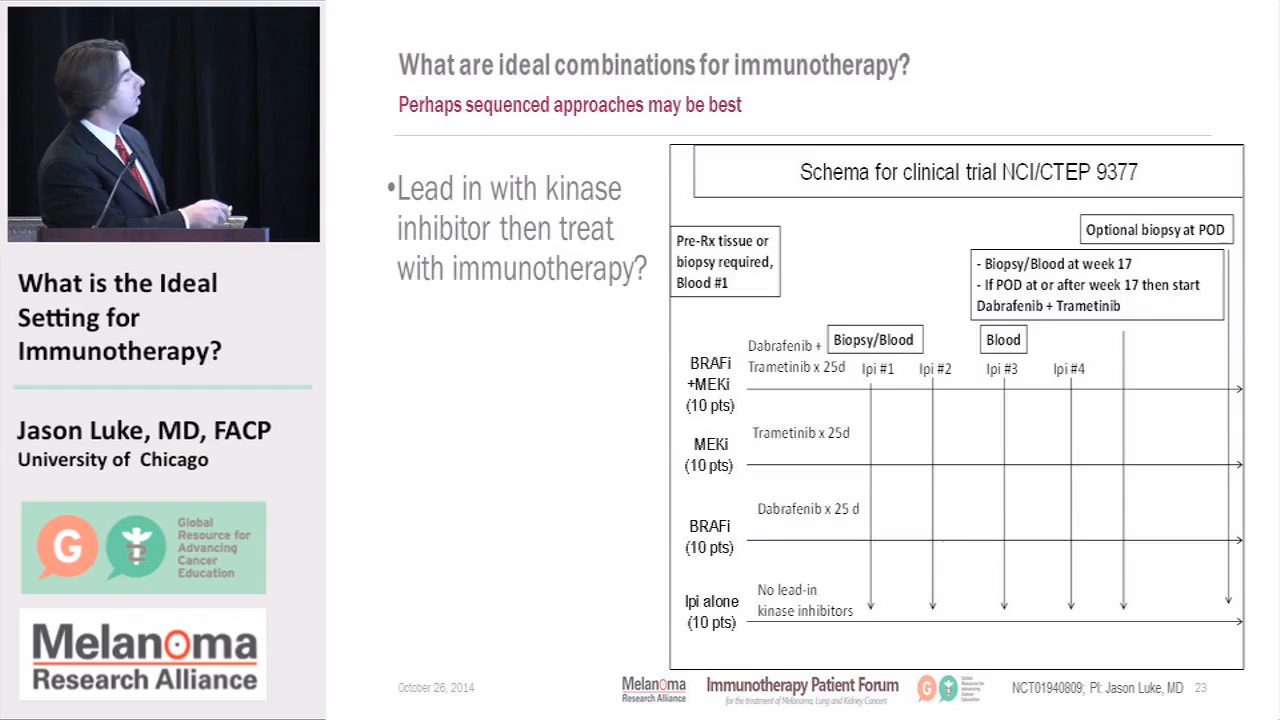 What is the Ideal
Setting for
Immunotherapy?
Jason Luke, MD, FACP
University of Chicago
G
Global
Resource for
Advancing
Cancer
Education
Melanoma
Research Alliance
What are ideal combinations for immunotherapy?
Perhaps sequenced approaches may be best
•Lead in with kinase
inhibitor then treat
with immunotherapy?
Schema for clinical trial NCI/CTEP 9377
Optional biopsy at POD
Pre-Rx tissue or
biopsy required,
Blood #1
- Biopsy/Blood at week 17
- If POD at or after week 17 then start
Dabrafenib + Trametinib
Biopsy/Blood
Blood
BRAFi
+MEKi
(10 pts)
Dabrafenib +
Trametinib x 25d
Ipi #1
Ipi #2
Ipi #3
Ipi #4
MEKi
(10 pts)
Trametinib x 25d
BRAFi
(10 pts)
Dabrafenib x 25 d
Ipi alone
(10 pts)
No lead-in
kinase inhibitors
October 26, 2014
Melanoma
Research Alliance
Immunotherapy Patient Forum
for the treatment of Melanoma, Lung and Kidney Cancers
G
Global
Resource for
Advancing
Cancer
Education
NCT01940809; PI: Jason Luke, MD
23